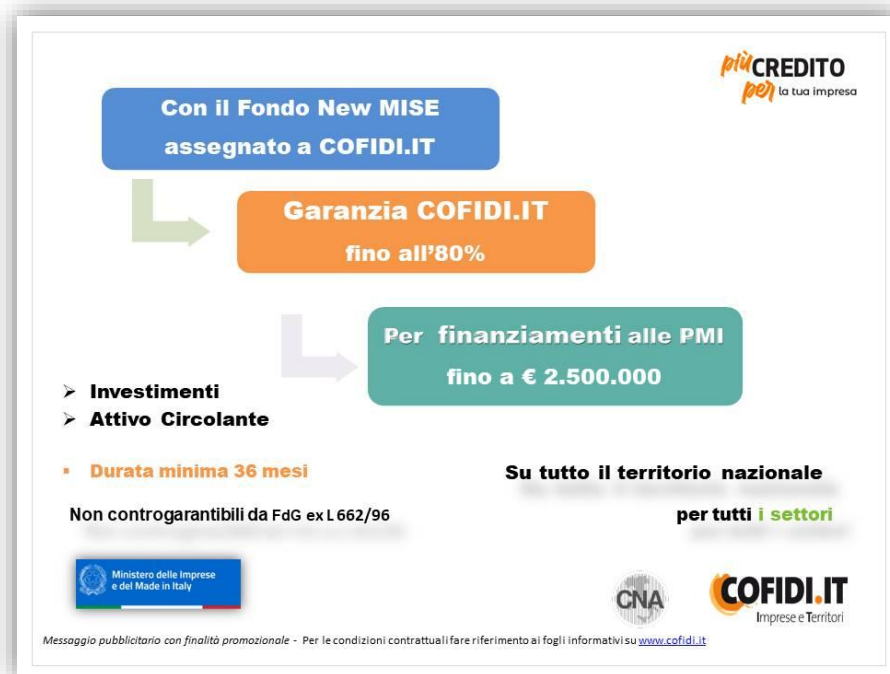 più CREDITO
per la tua impresa
Con il Fondo New MISE
assegnato a COFIDI.IT
Garanzia COFIDI.IT
fino all'80%
Per finanziamenti alle PMI
fino a € 2.500.000
➢ Investimenti
➢ Attivo Circolante
▪ Durata minima 36 mesi
Su tutto il territorio nazionale
Non controgarantibili da FdG ex L 662/96
per tutti i settori
Ministero delle Imprese
e del Made in Italy
CNA
COFIDI.IT
Imprese e Territori
Messaggio pubblicitario con finalità promozionale - Per le condizioni contrattuali fare riferimento ai fogli informativi su www.cofidi.it